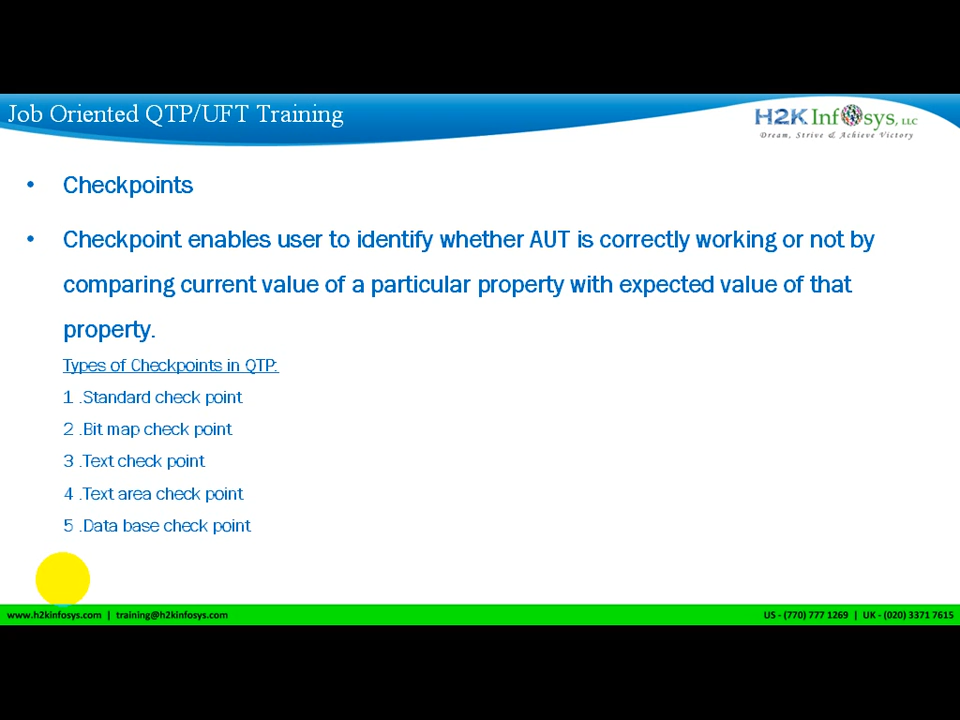 Job Oriented QTP/UFT Training
H2K Infosys, LLC
Dream, Strive & Achieve Victory
• Checkpoints
• Checkpoint enables user to identify whether AUT is correctly working or not by
comparing current value of a particular property with expected value of that
property.
Types of Checkpoints in QTP:
1 .Standard check point
2 .Bit map check point
3 .Text check point
4 .Text area check point
5 .Data base check point
www.h2kinfosys.com | training@h2kinfosys.com
US - (770) 777 1269 | UK - (020) 3371 7615